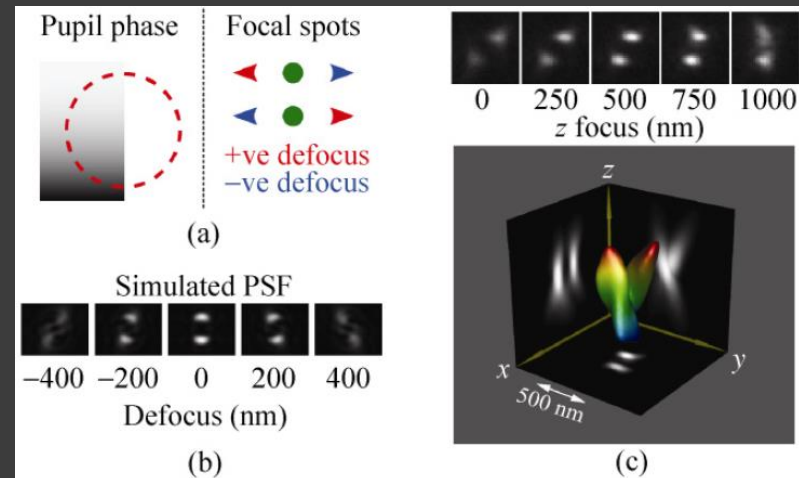 Pupil phase
Focal spots
+ve defocus
−ve defocus
(a)
Simulated PSF
−400 −200 0 200 400
Defocus (nm)
(b)
0 250 500 750 1000
z focus (nm)
z
x
y
500 nm
(c)